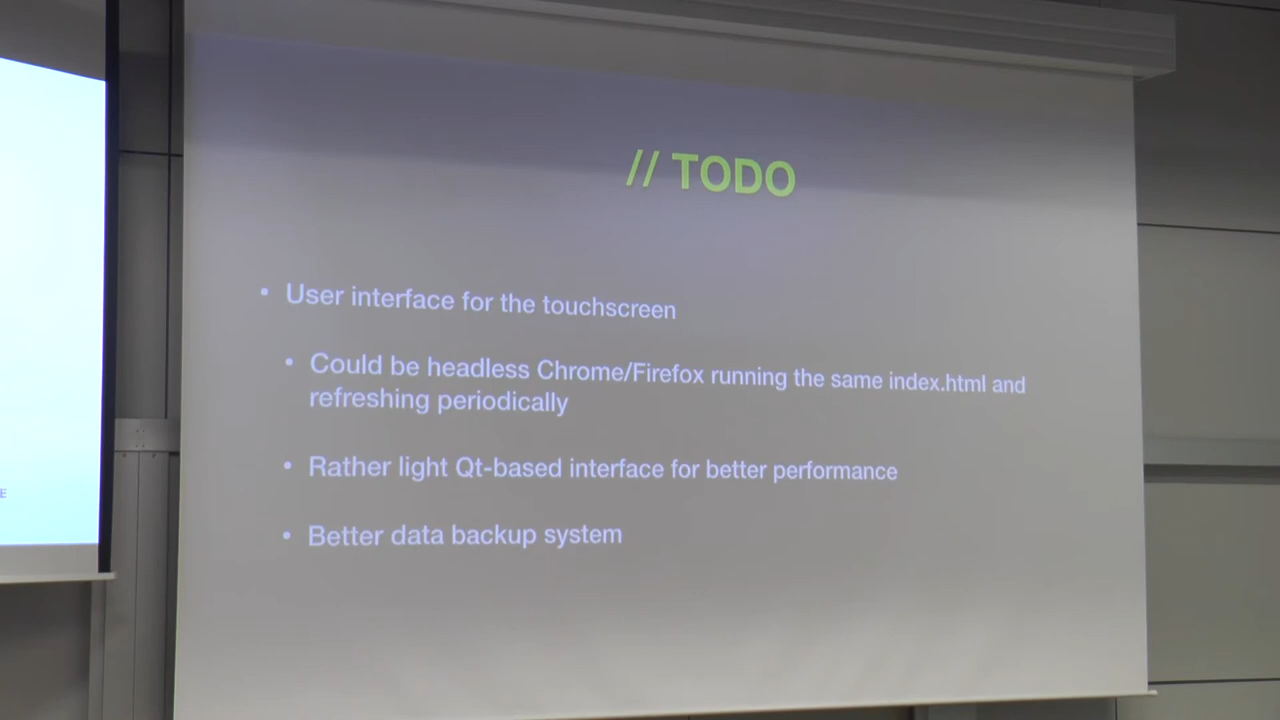 // TODO
• User interface for the touchscreen
• Could be headless Chrome/Firefox running the same index.html and
refreshing periodically
• Rather light Qt-based interface for better performance
• Better data backup system